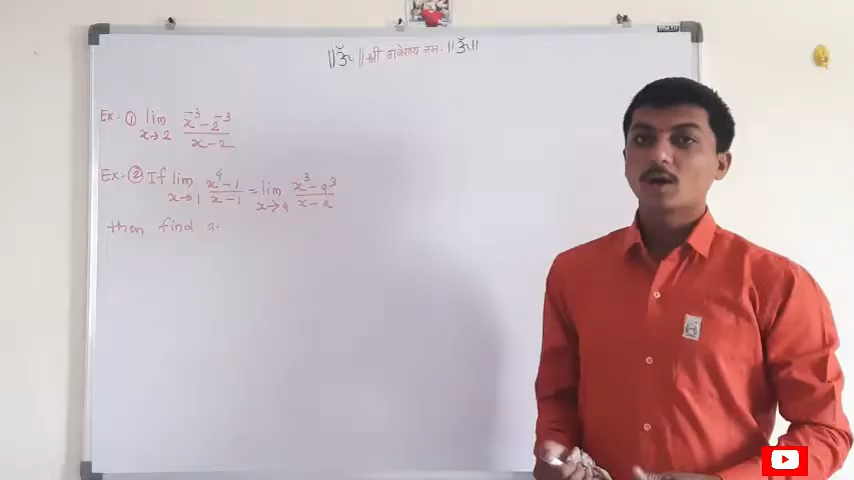 ||ॐ || श्री गणेशाय नमः || ॐ ||
Ex. ① lim x→2 x⁻³ - 2⁻³ / x - 2
Ex. ② If lim x→1 x⁴ - 1 / x - 1 = lim x→a x³ - a³ / x - a
then find a.